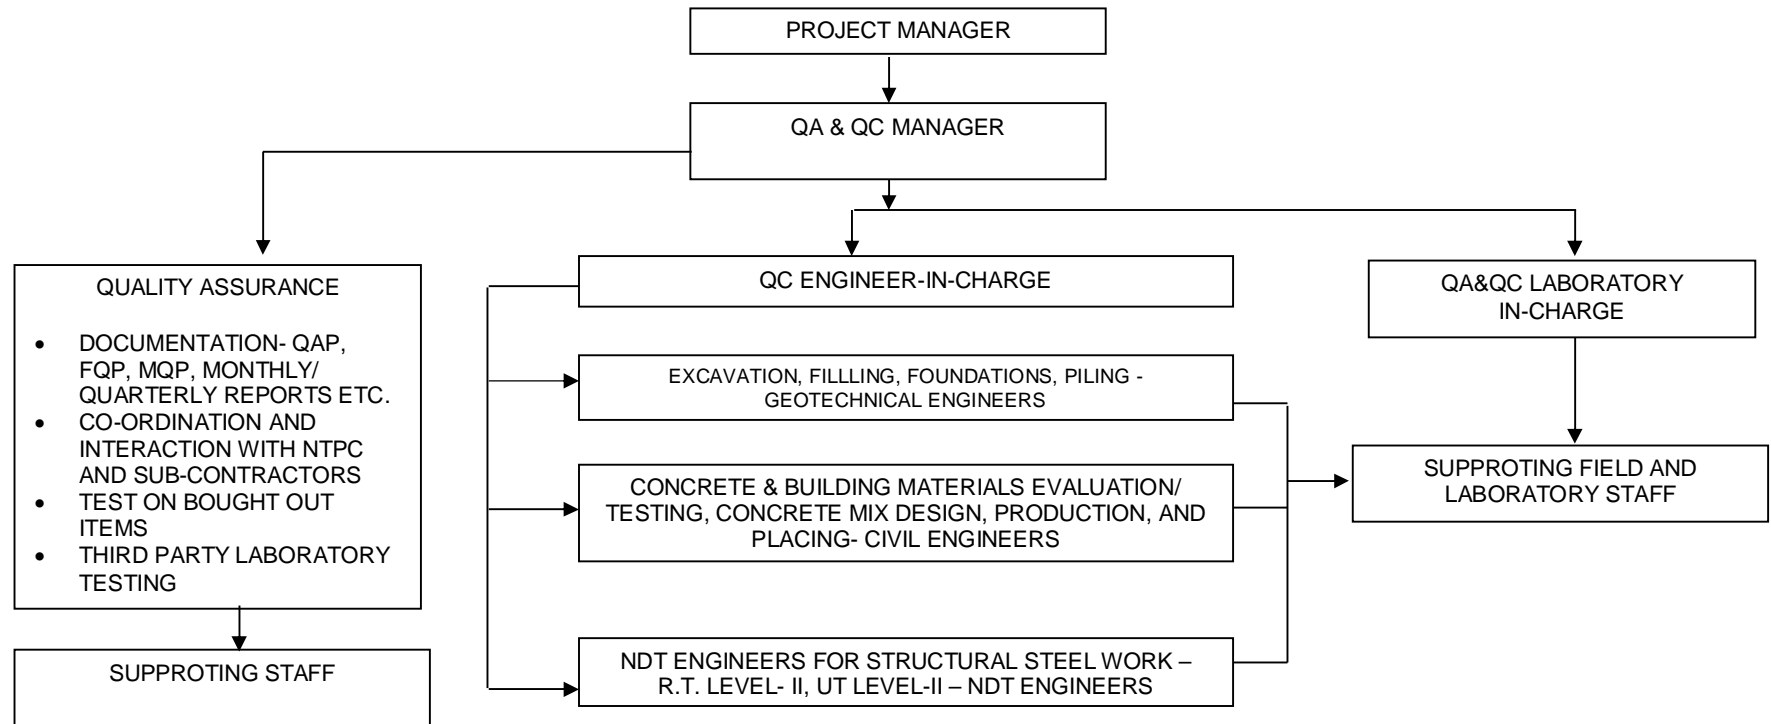 PROJECT MANAGER
QA & QC MANAGER
QUALITY ASSURANCE
• DOCUMENTATION- QAP,
FQP, MQP, MONTHLY/
QUARTERLY REPORTS ETC.
• CO-ORDINATION AND
INTERACTION WITH NTPC
AND SUB-CONTRACTORS
• TEST ON BOUGHT OUT
ITEMS
• THIRD PARTY LABORATORY
TESTING
SUPPROTING STAFF
QC ENGINEER-IN-CHARGE
EXCAVATION, FILLLING, FOUNDATIONS, PILING -
GEOTECHNICAL ENGINEERS
CONCRETE & BUILDING MATERIALS EVALUATION/
TESTING, CONCRETE MIX DESIGN, PRODUCTION, AND
PLACING- CIVIL ENGINEERS
NDT ENGINEERS FOR STRUCTURAL STEEL WORK –
R.T. LEVEL- II, UT LEVEL-II – NDT ENGINEERS
QA&QC LABORATORY
IN-CHARGE
SUPPROTING FIELD AND
LABORATORY STAFF